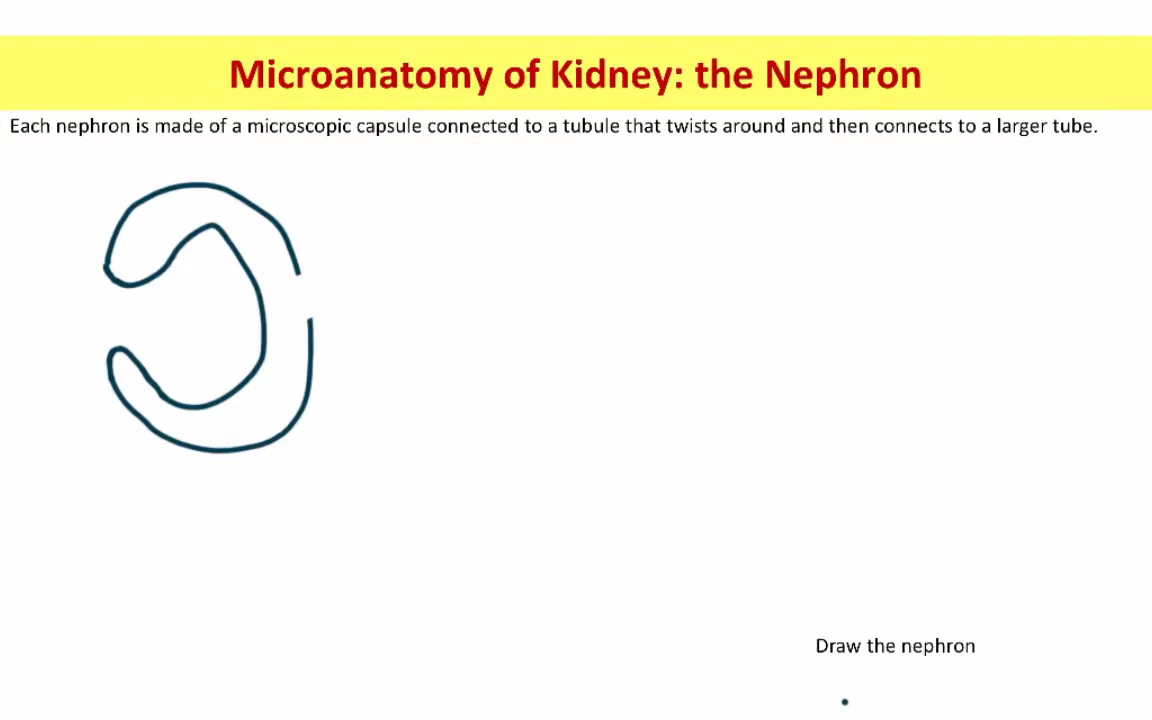 Microanatomy of Kidney: the Nephron
Each nephron is made of a microscopic capsule connected to a tubule that twists around and then connects to a larger tube.
Draw the nephron